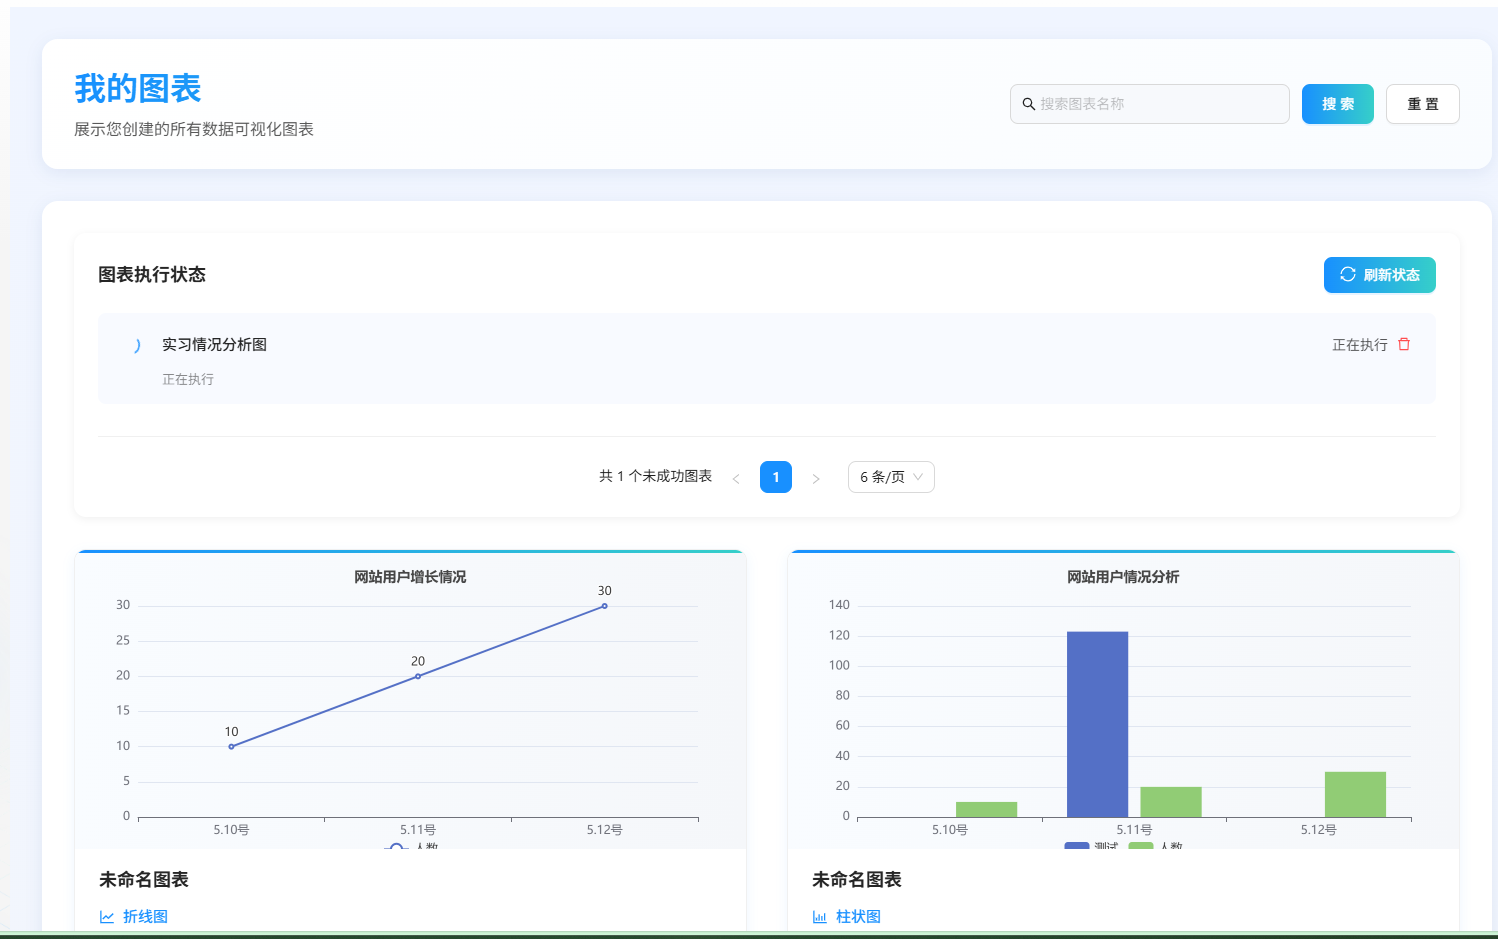 我的图表
展示您创建的所有数据可视化图表
搜索图表名称
搜 索
重 置
图表执行状态
刷新状态
实习情况分析图
正在执行
正在执行
共 1 个未成功图表
1
6 条/页
网站用户增长情况
30
25
20
15
10
5
0
10
20
30
5.10号
5.11号
5.12号
人数
未命名图表
折线图
网站用户情况分析
140
120
100
80
60
40
20
0
5.10号
5.11号
5.12号
测试
人数
未命名图表
柱状图